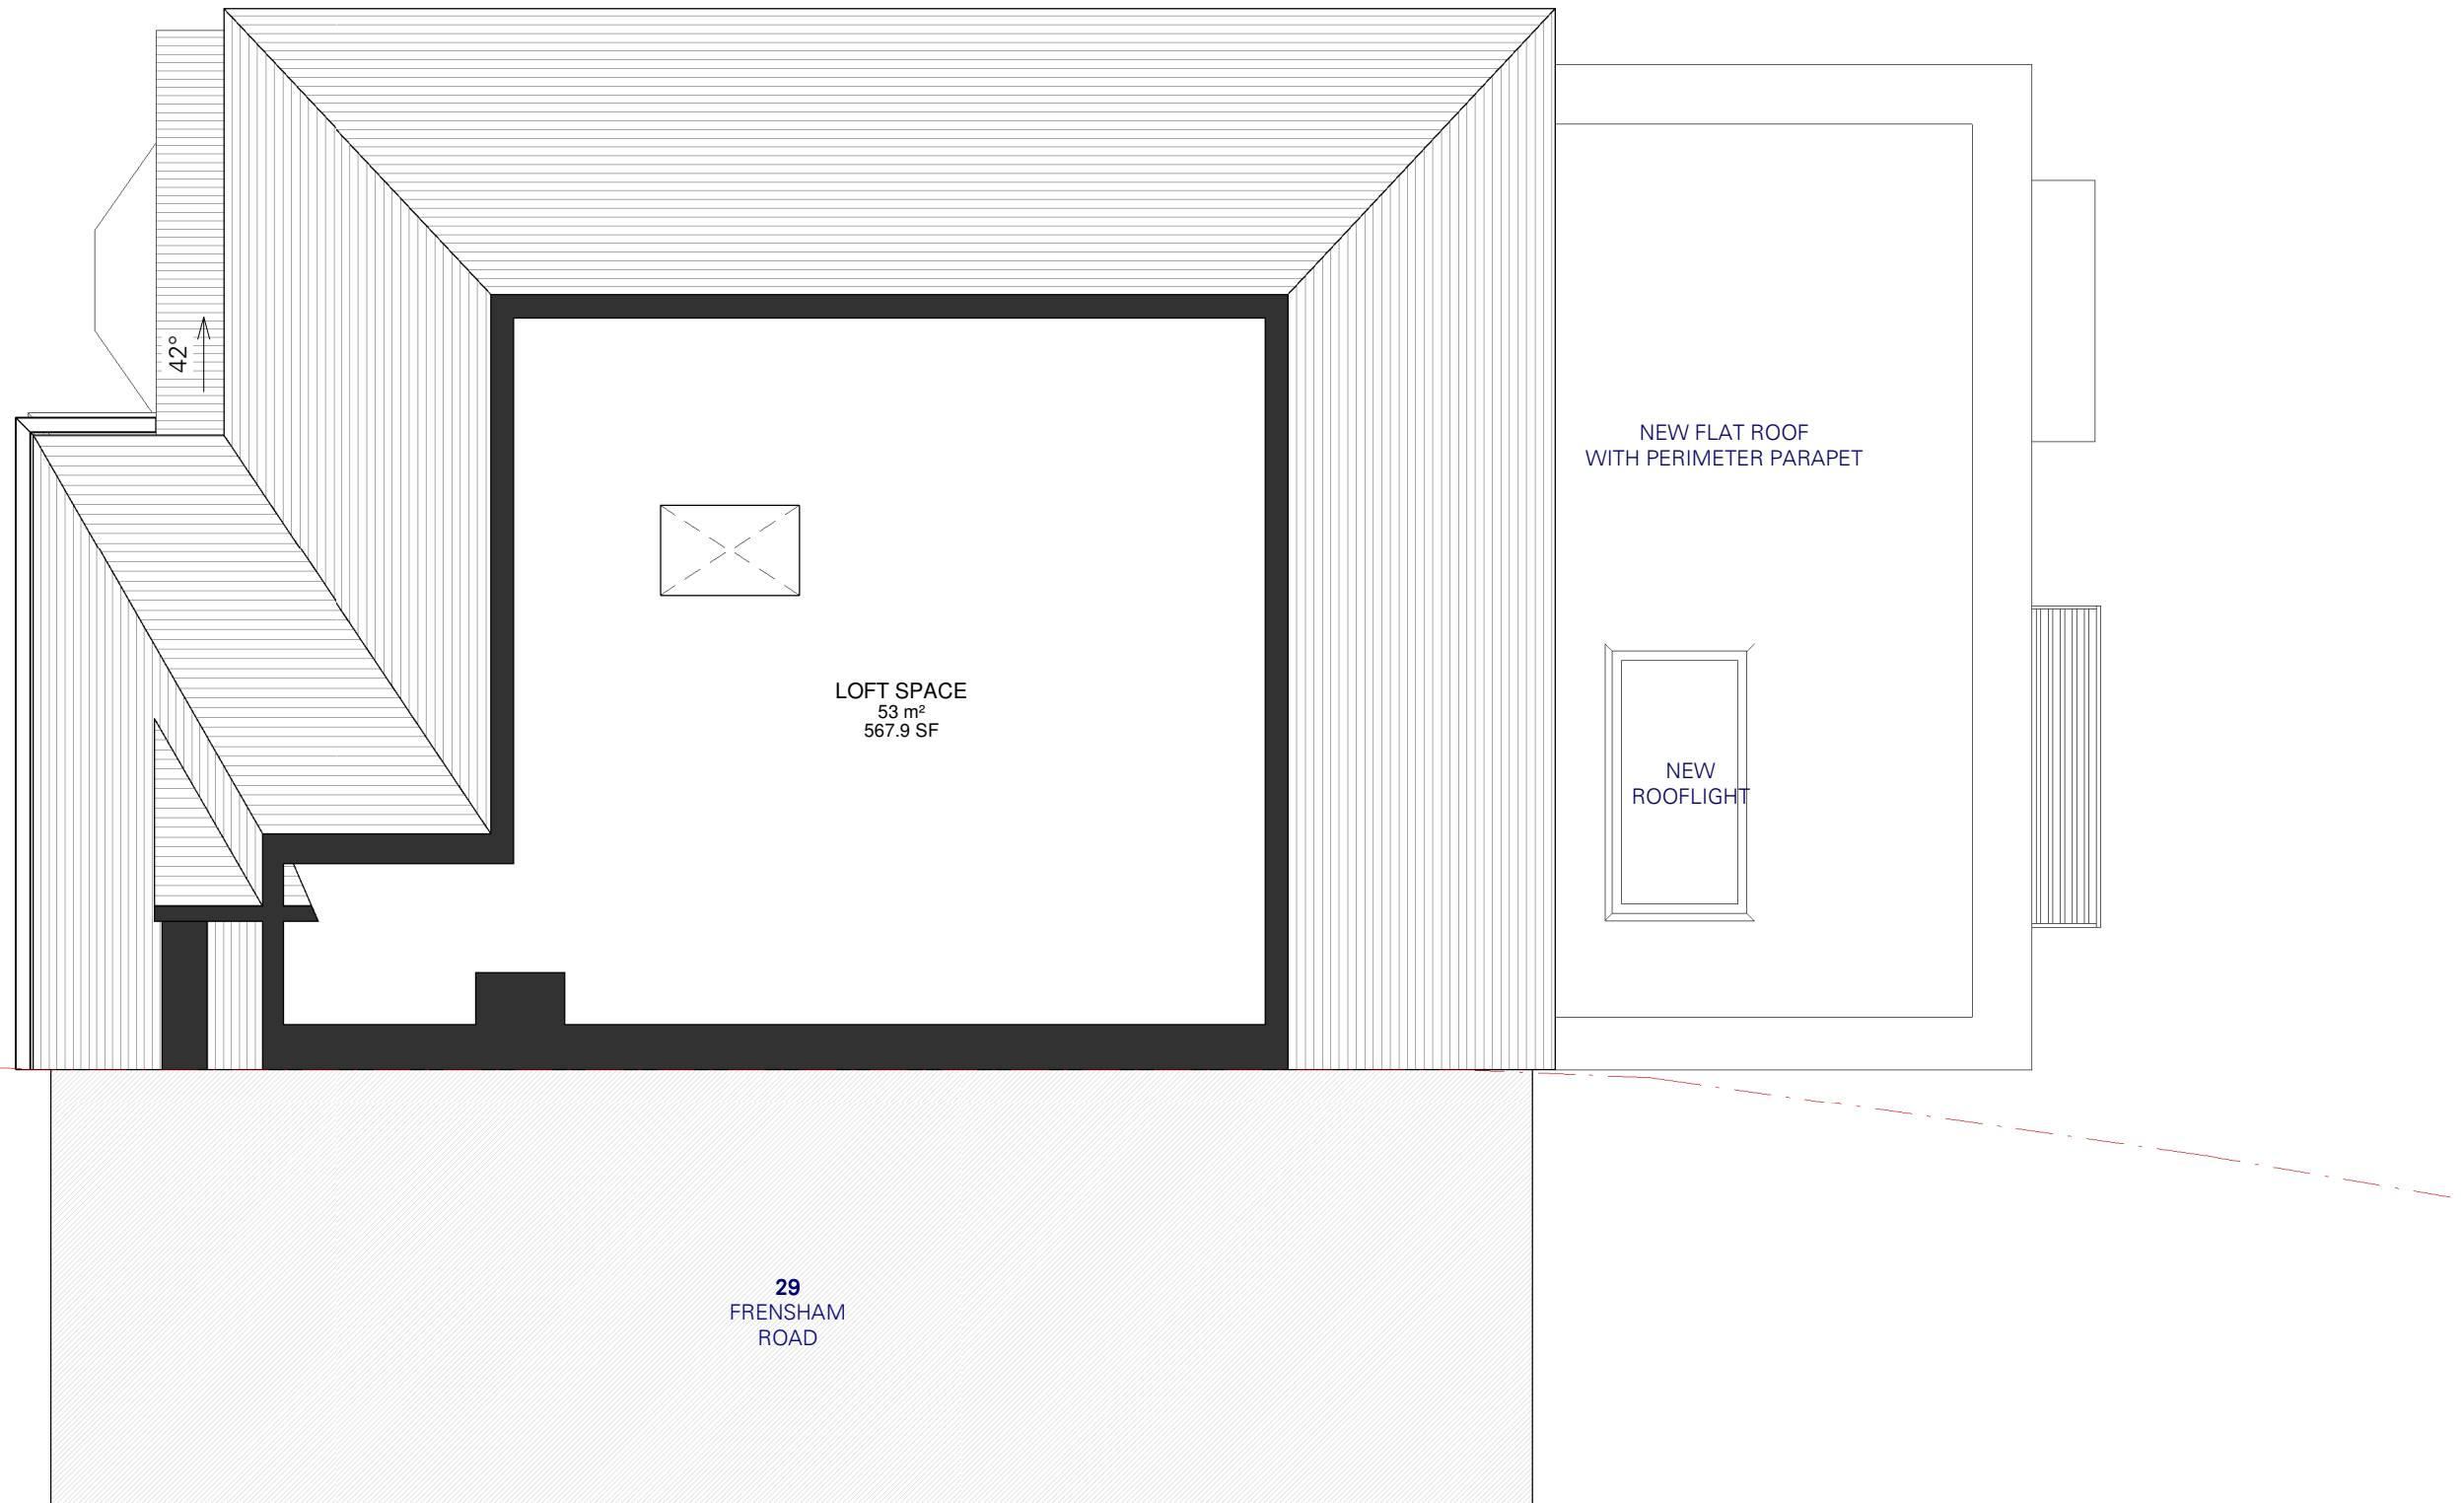 42°
NEW FLAT ROOF
WITH PERIMETER PARAPET
LOFT SPACE
53 m²
567.9 SF
NEW
ROOFLIGHT
29
FRENSHAM
ROAD